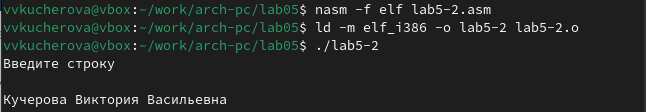 vvkucherova@vbox:~/work/arch-pc/lab05$ nasm -f elf lab5-2.asm
vvkucherova@vbox:~/work/arch-pc/lab05$ ld -m elf_i386 -o lab5-2 lab5-2.o
vvkucherova@vbox:~/work/arch-pc/lab05$ ./lab5-2
Введите строку
Кучерова Виктория Васильевна